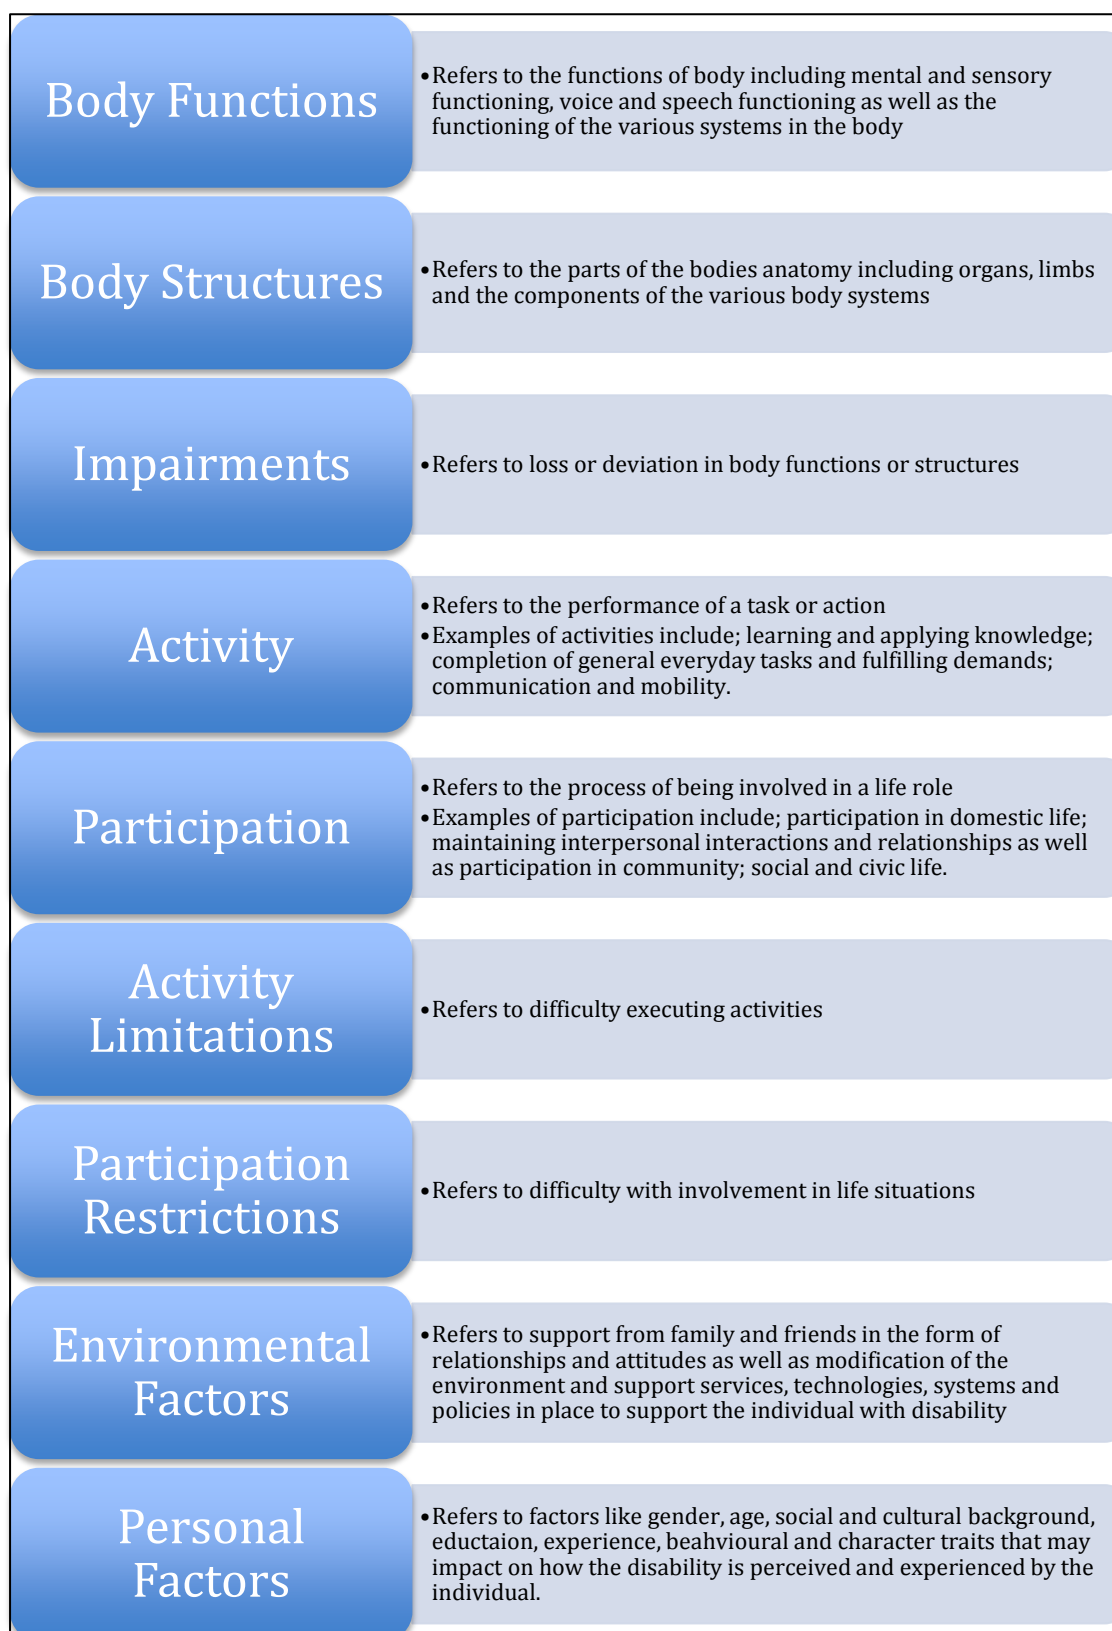 Body Functions
•Refers to the functions of body including mental and sensory
functioning, voice and speech functioning as well as the
functioning of the various systems in the body
Body Structures
•Refers to the parts of the bodies anatomy including organs, limbs
and the components of the various body systems
Impairments
•Refers to loss or deviation in body functions or structures
Activity
•Refers to the performance of a task or action
•Examples of activities include; learning and applying knowledge;
completion of general everyday tasks and fulfilling demands;
communication and mobility.
Participation
•Refers to the process of being involved in a life role
•Examples of participation include; participation in domestic life;
maintaining interpersonal interactions and relationships as well
as participation in community; social and civic life.
Activity
Limitations
•Refers to difficulty executing activities
Participation
Restrictions
•Refers to difficulty with involvement in life situations
Environmental
Factors
•Refers to support from family and friends in the form of
relationships and attitudes as well as modification of the
environment and support services, technologies, systems and
policies in place to support the individual with disability
Personal
Factors
•Refers to factors like gender, age, social and cultural background,
eductaion, experience, beahvioural and character traits that may
impact on how the disability is perceived and experienced by the
individual.